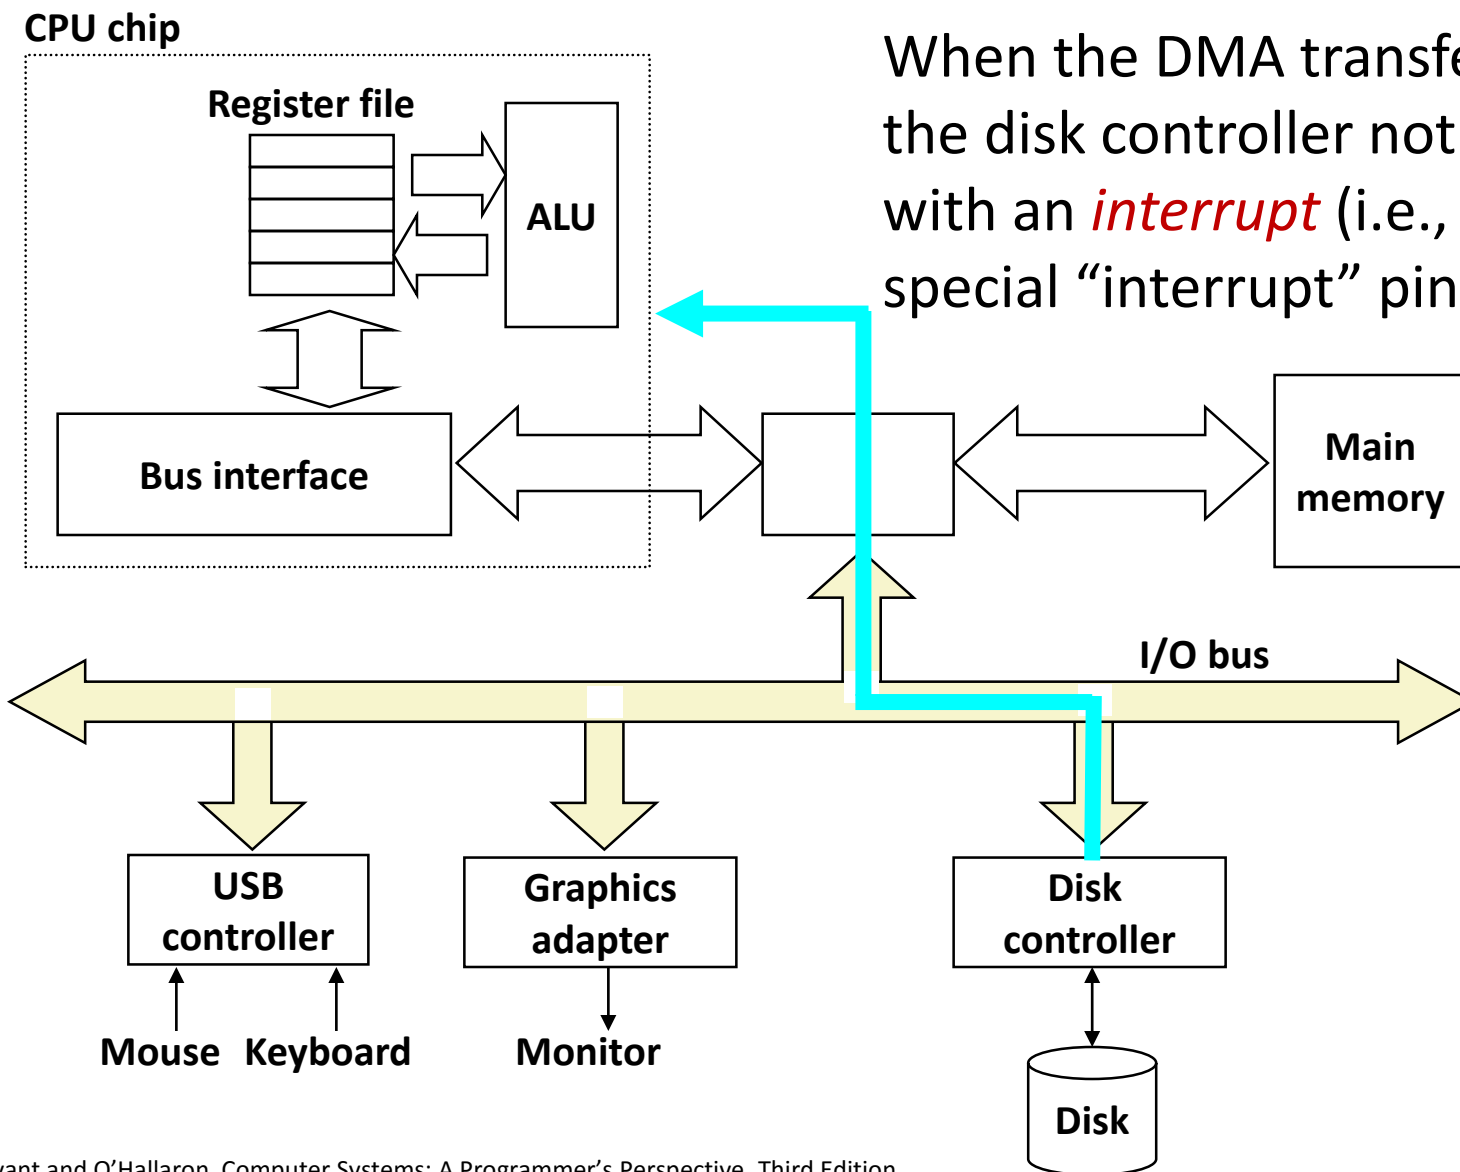 CPU chip
Register file
ALU
When the DMA
the disk controller
with an interrupt (i.e.,
special “interrupt” pin
Bus interface
Main
memory
I/O bus
USB
controller
Graphics
adapter
Disk
controller
Mouse Keyboard
Monitor
Disk
and O'Hallaron, Computer Systems: A Programmer's Perspective, Third Edition